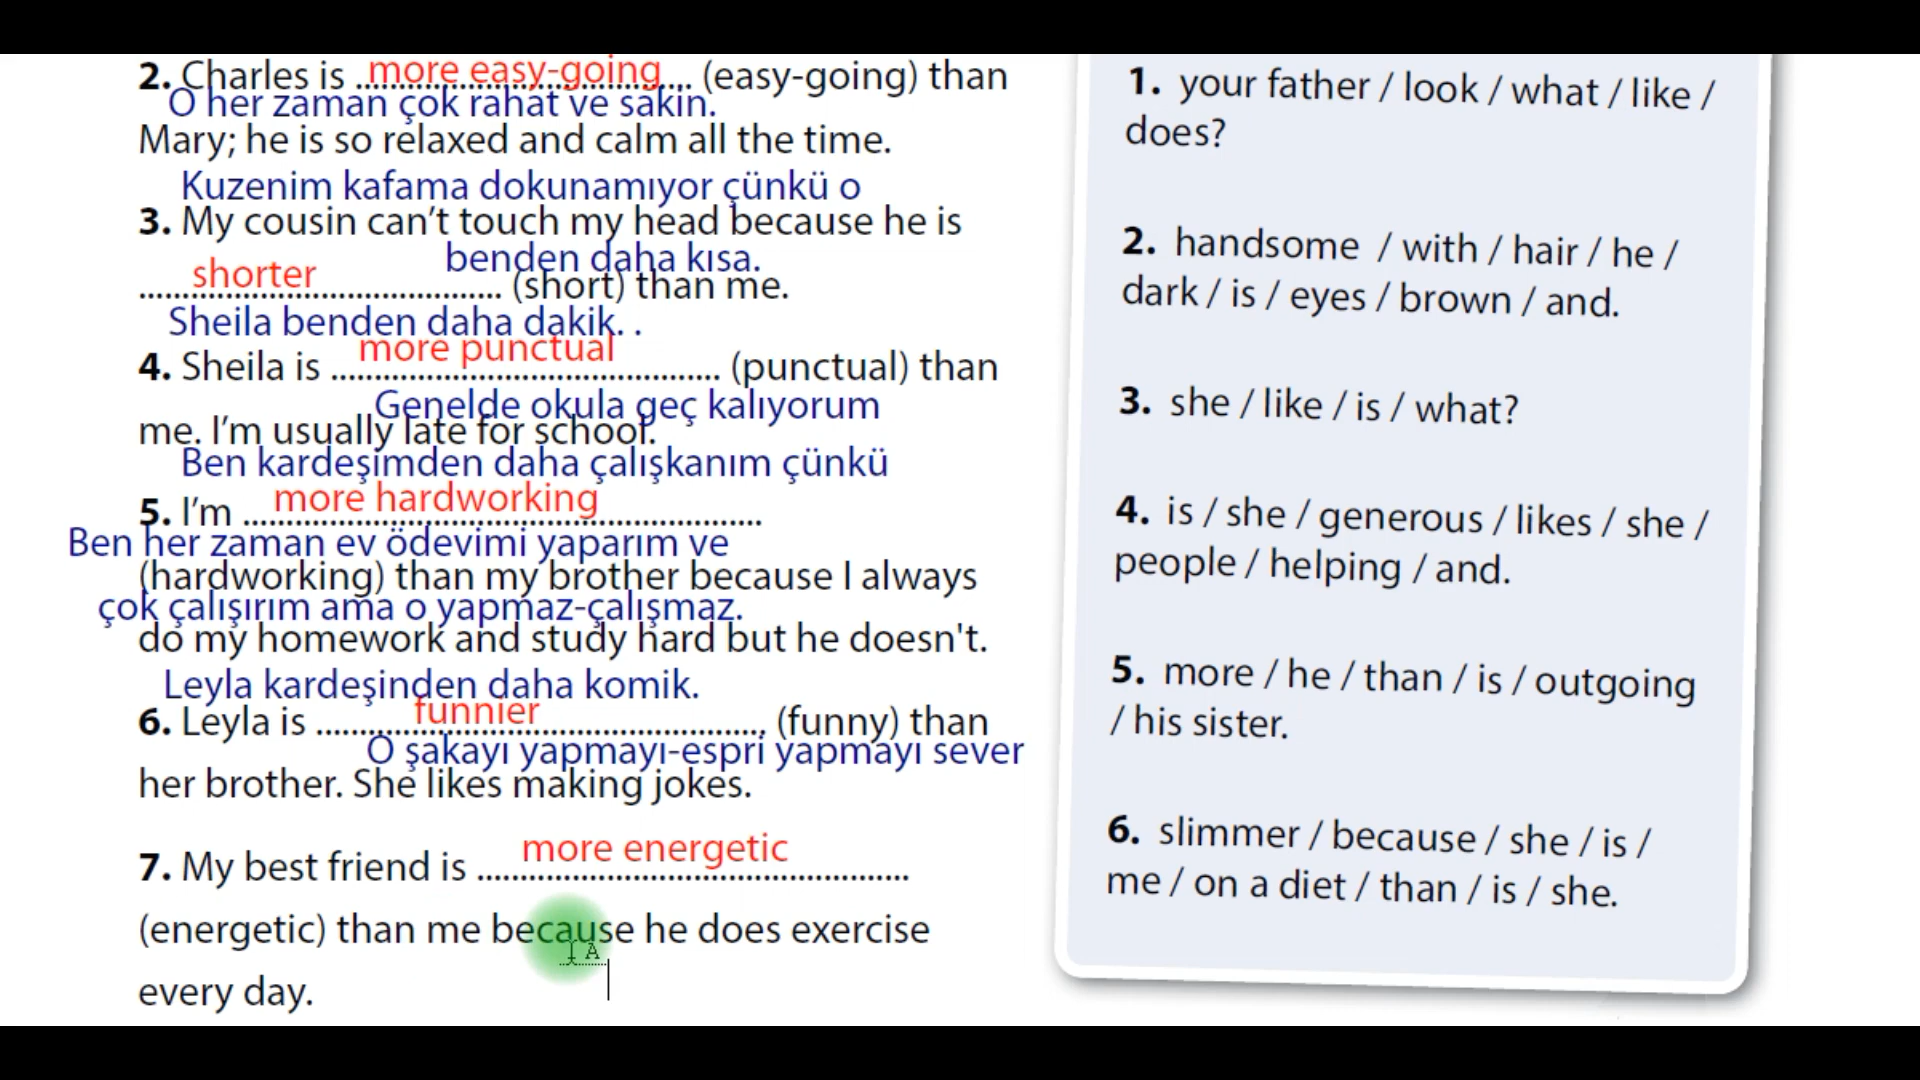 2. Charles is more easy-going (easy-going) than
O her zaman çok rahat ve sakin.
Mary; he is so relaxed and calm all the time.
Kuzenim kafama dokunamıyor çünkü o
3. My cousin can’t touch my head because he is
benden daha kısa.
shorter (short) than me.
Sheila benden daha dakik. .
4. Sheila is more punctual (punctual) than
Genelde okula geç kalıyorum
me. I’m usually late for school.
Ben kardeşimden daha çalışkanım çünkü
5. I’m more hardworking
Ben her zaman ev ödevimi yaparım ve
(hardworking) than my brother because I always
çok çalışırım ama o yapmaz-çalışmaz.
do my homework and study hard but he doesn't.
Leyla kardeşinden daha komik.
6. Leyla is funnier (funny) than
O şakayı yapmayı-espri yapmayı sever
her brother. She likes making jokes.
7. My best friend is more energetic
(energetic) than me because he does exercise
every day.
1. your father / look / what / like /
does?
2. handsome / with / hair / he /
dark / is / eyes / brown / and.
3. she / like / is / what?
4. is / she / generous / likes / she /
people / helping / and.
5. more / he / than / is / outgoing
/ his sister.
6. slimmer / because / she / is /
me / on a diet / than / is / she.